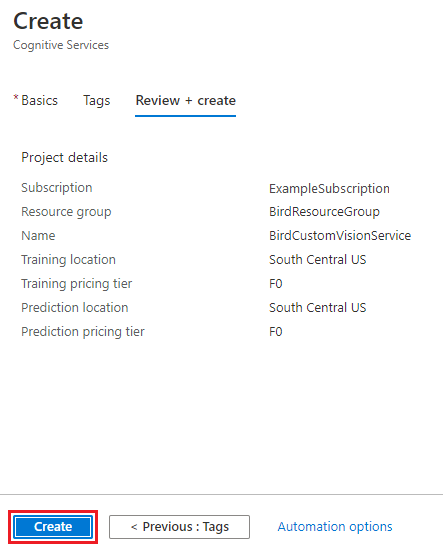 Create
Cognitive Services
* Basics Tags Review + create
Project details
Subscription ExampleSubscription
Resource group BirdResourceGroup
Name BirdCustomVisionService
Training location South Central US
Training pricing tier F0
Prediction location South Central US
Prediction pricing tier F0
Create < Previous : Tags Automation options